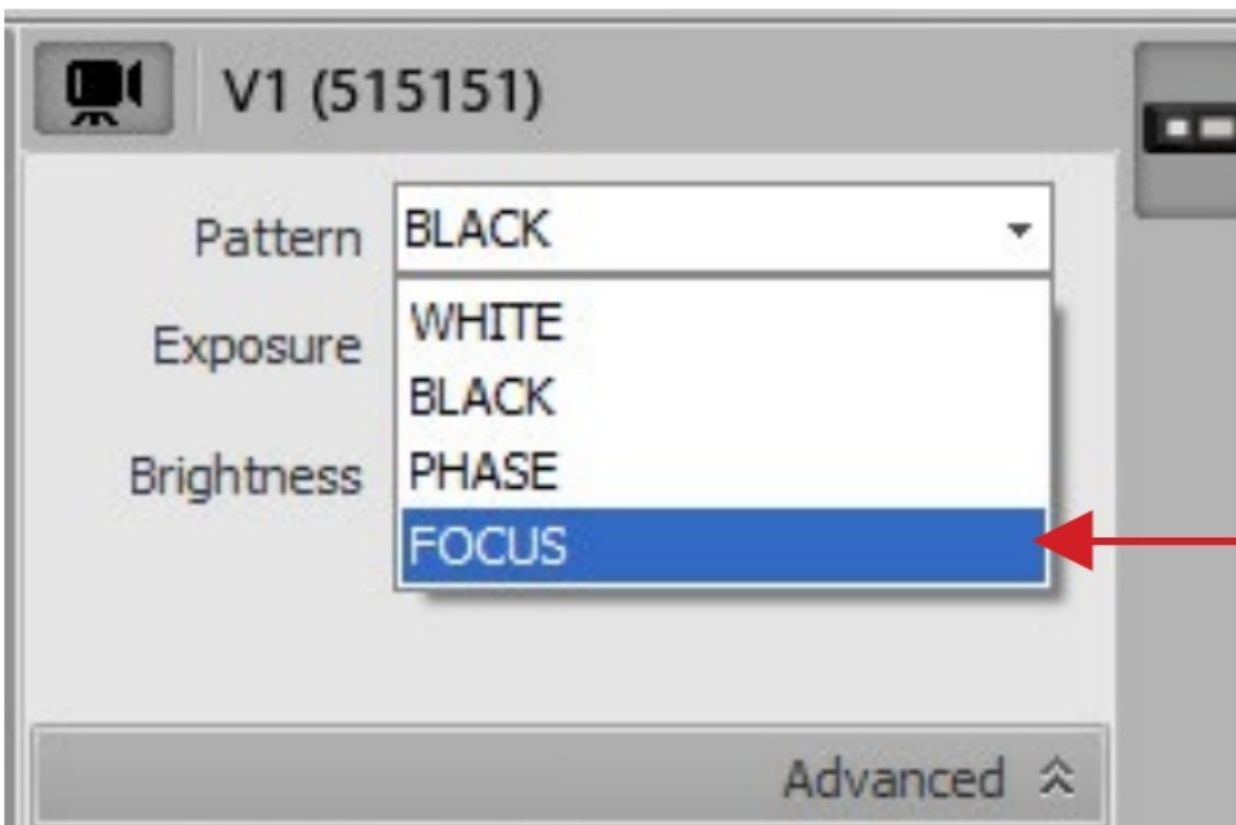 V1 (515151)
Pattern BLACK
WHITE
Exposure
BLACK
Brightness PHASE
FOCUS
Advanced